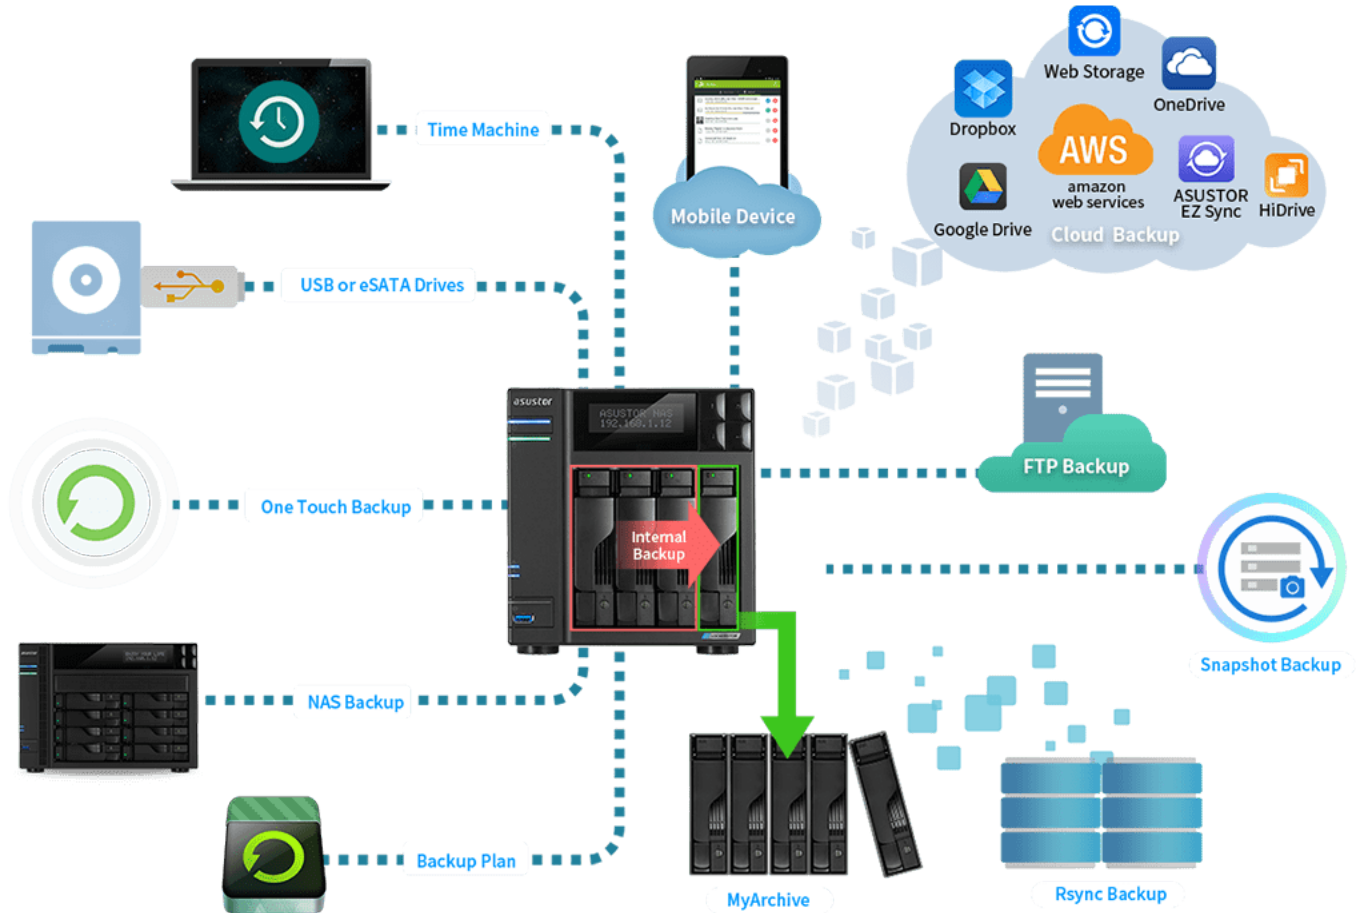 Web Storage
OneDrive
Dropbox
AWS
amazon
web services
ASUSTOR
EZ Sync
HiDrive
Google Drive
Cloud Backup
Time Machine
Mobile Device
USB or eSATA Drives
asustor
ASUSTOR NAS
192.168.1.12
FTP Backup
One Touch Backup
Internal
Backup
Snapshot Backup
NAS Backup
Backup Plan
MyArchive
Rsync Backup